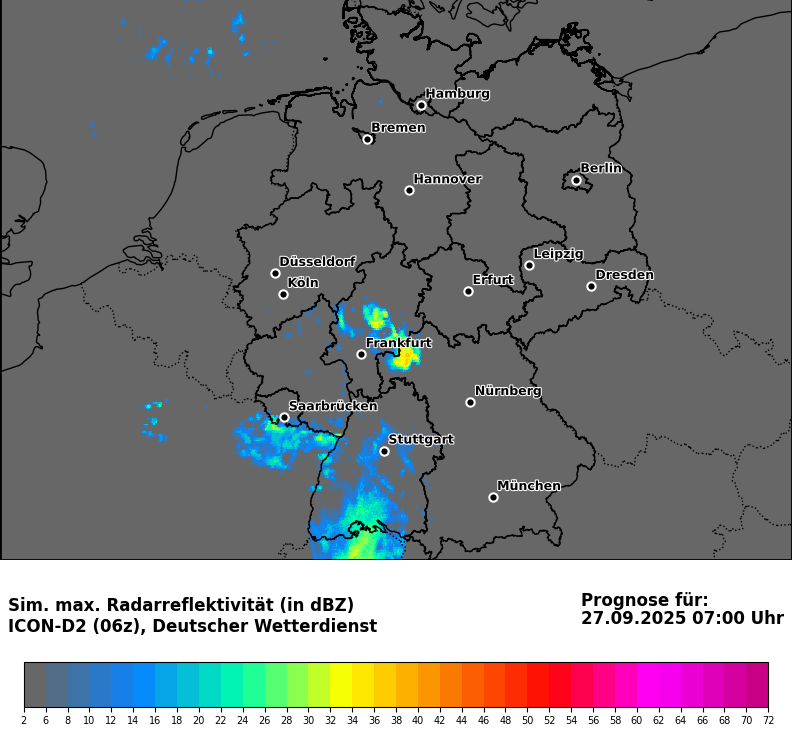 Hamburg
Bremen
Berlin
Hannover
Leipzig
Düsseldorf
Dresden
Köln
Erfurt
Frankfurt
Nürnberg
Saarbrücken
Stuttgart
München
Sim. max. Radarreflektivität (in dBZ)
ICON-D2 (06z), Deutscher Wetterdienst
Prognose für:
27.09.2025 07:00 Uhr
2 6 8 10 12 14 16 18 20 22 24 26 28 30 32 34 36 38 40 42 44 46 48 50 52 54 56 58 60 62 64 66 68 70 72